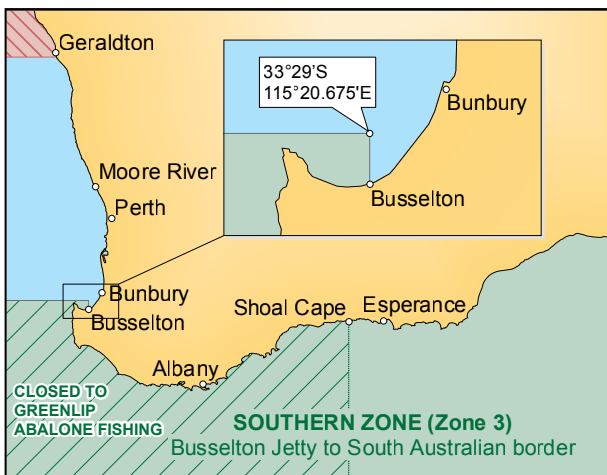 Geraldton
33°29'S
115°20.675'E
Bunbury
Busselton
Moore River
Perth
Bunbury
Busselton
Shoal Cape
Esperance
Albany
CLOSED TO
GREENLIP
ABALONE FISHING
SOUTHERN ZONE (Zone 3)
Busselton Jetty to South Australian border